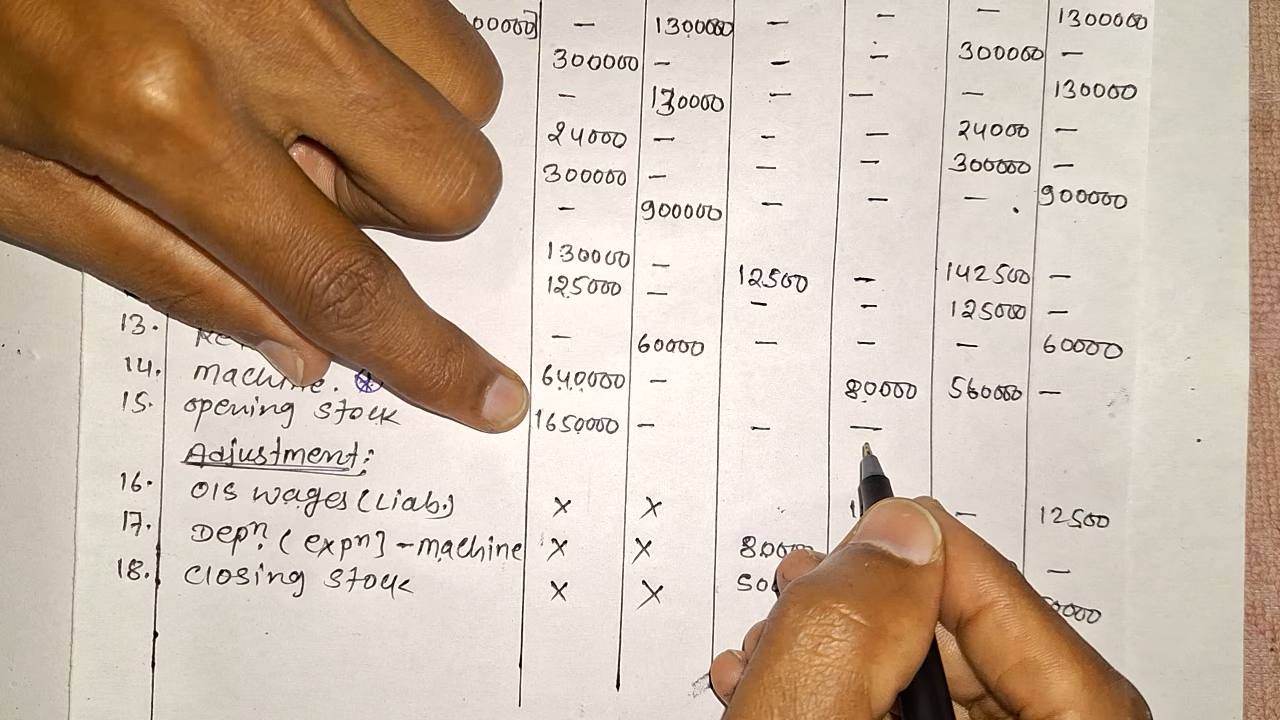 00000 - 1300000 - - - 1300000
300000 - - - 300000 -
- 130000 - - - 130000
24000 - - - 24000 -
300000 - - - 300000 -
- 900000 - - - 900000
130000 - 12500 - 142500 -
125000 - - - 125000 -
13. - 60000 - - - 60000
14. machine. 640000 - 80000 560000 -
15. opening stock 1650000 - - -
Adjustment:
16. O/S wages (Liab.) × × - 12500
17. Depⁿ. (expⁿ) - machine × × 80000 -
18. closing stock × ×